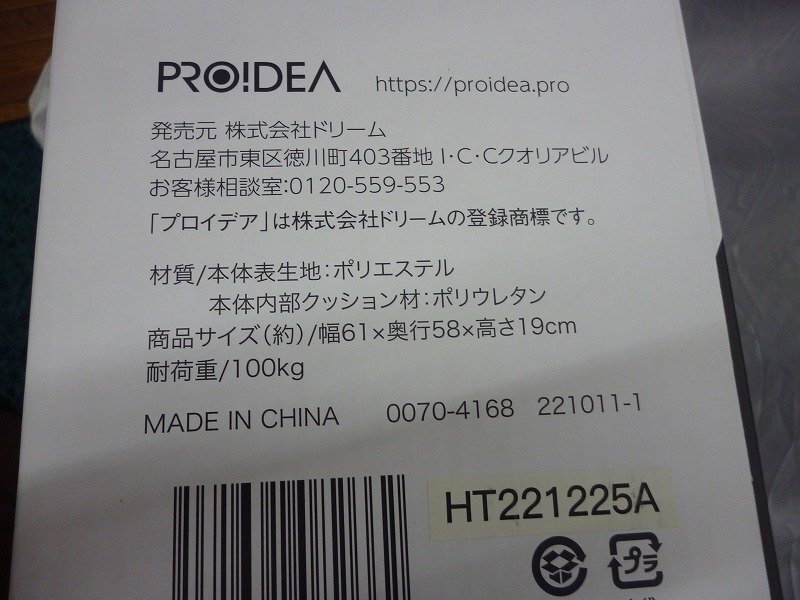 PRO!DEA https://proidea.pro
発売元 株式会社ドリーム
名古屋市東区徳川町403番地 I・C・Cクオリアビル
お客様相談室:0120-559-553
「プロイデア」は株式会社ドリームの登録商標です。
材質/本体表生地:ポリエステル
本体内部クッション材:ポリウレタン
商品サイズ(約)/幅61×奥行58×高さ19cm
耐荷重/100kg
MADE IN CHINA 0070-4168 221011-1
HT221225A
プラ